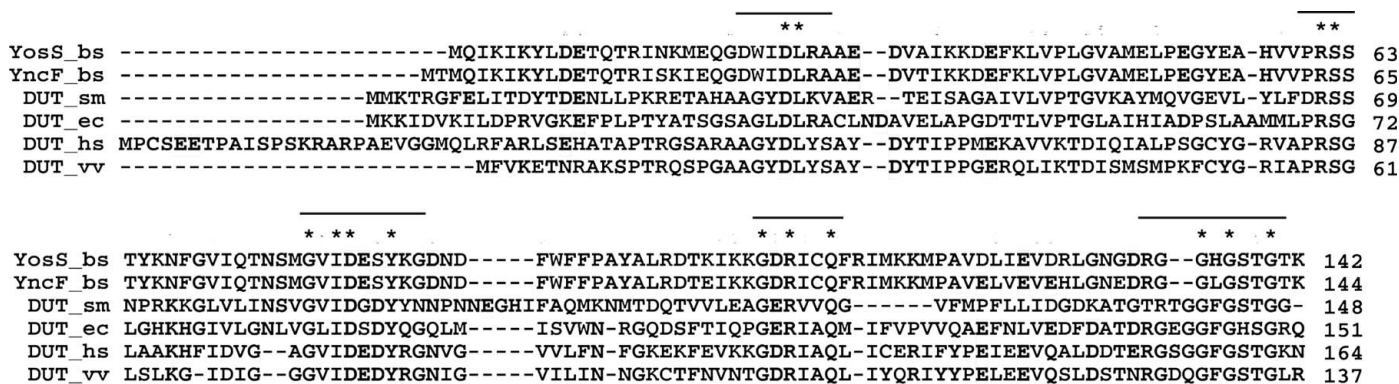 ** **
YosS_bs -----------------------MQIKIKYLDETQTRINKMEQGDWIDLRAAE--DVAIKKDEFKLVPLGVAMELPEGYEA-HVVPRSS 63
YncF_bs ---------------------MTMQIKIKYLDETQTRISKIEQGDWIDLRAAE--DVTIKKDEFKLVPLGVAMELPEGYEA-HVVPRSS 65
DUT_sm -----------------MMKTRGFELITDYTDENLLPKRETAHAAGYDLKVAER--TEISAGAIVLVPTGVKAYMQVGEVL-YLFDRSS 69
DUT_ec -----------------MKKIDVKILDPRVGKEFPLPTYATSGSAGLDLRACLNDAVELAPGDTTLVPTGLAIHIADPSLAAMMLPRSG 72
DUT_hs MPCSEETPAISPSKRARPAEVGGMQLRFARLSEHATAPTRGSARAAGYDLYSAY--DYTIPPMEKAVVKTDIQIALPSGCYG-RVAPRSG 87
DUT_vv -------------------------MFVKETNRAKSPTRQSPGAAGYDLYSAY--DYTIPPGERQLIKTDISMSMPKFCYG-RIAPRSG 61
* ** * * * * * * *
YosS_bs TYKNFGVIQTNSMGVIDESYKGDND-----FWFFPAYALRDTKIKKGDRICQFRIMKKMPAVDLIEVDRLGNGDRG--GHGSTGTK 142
YncF_bs TYKNFGVIQTNSMGVIDESYKGDND-----FWFFPAYALRDTEIKKGDRICQFRIMKKMPAVELVEVEHLGNEDRG--GLGSTGTK 144
DUT_sm NPRKKGLVLINSVGVIDGDYYNNPNNEGHIFAQMKNMTDQTVVLEAGERVVQG------VFMPFLLIDGDKATGTRTGGFGSTGG- 148
DUT_ec LGHKHGIVLGNLVGLIDSDYQGQLM-----ISVWN-RGQDSFTIQPGERIAQM-IFVPVVQAEFNLVEDFDATDRGEGGFGHSGRQ 151
DUT_hs LAAKHFIDVG--AGVIDEDYRGNVG-----VVLFN-FGKEKFEVKKGDRIAQL-ICERIFYPEIEEVQALDDTERGSGGFGSTGKN 164
DUT_vv LSLKG-IDIG--GGVIDEDYRGNIG-----VILIN-NGKCTFNVNTGDRIAQL-IYQRIYYPELEEVQSLDSTNRGDQGFGSTGLR 137